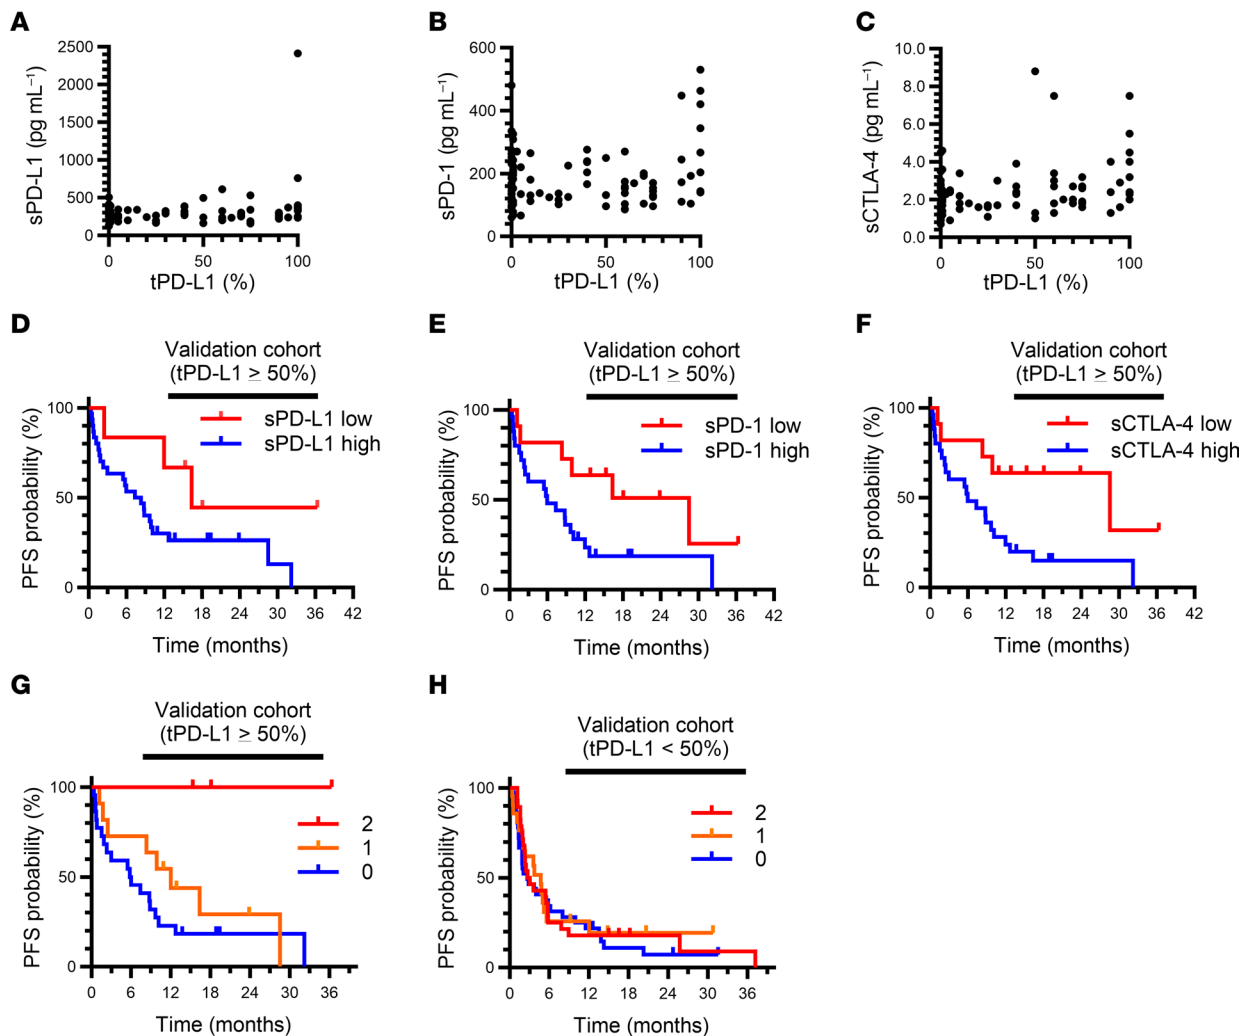 A
sPD-L1 (pg mL⁻¹)
2500
2000
1500
1000
500
0
0
50
100
tPD-L1 (%)
B
sPD-1 (pg mL⁻¹)
600
400
200
0
0
50
100
tPD-L1 (%)
C
sCTLA-4 (pg mL⁻¹)
10.0
8.0
6.0
4.0
2.0
0.0
0
50
100
tPD-L1 (%)
D
Validation cohort
(tPD-L1 ≥ 50%)
sPD-L1 low
sPD-L1 high
PFS probability (%)
100
50
0
0 6 12 18 24 30 36 42
Time (months)
E
Validation cohort
(tPD-L1 ≥ 50%)
sPD-1 low
sPD-1 high
PFS probability (%)
100
50
0
0 6 12 18 24 30 36 42
Time (months)
F
Validation cohort
(tPD-L1 ≥ 50%)
sCTLA-4 low
sCTLA-4 high
PFS probability (%)
100
50
0
0 6 12 18 24 30 36 42
Time (months)
G
Validation cohort
(tPD-L1 ≥ 50%)
2
1
0
PFS probability (%)
100
50
0
0 6 12 18 24 30 36
Time (months)
H
Validation cohort
(tPD-L1 < 50%)
2
1
0
PFS probability (%)
100
50
0
0 6 12 18 24 30 36
Time (months)